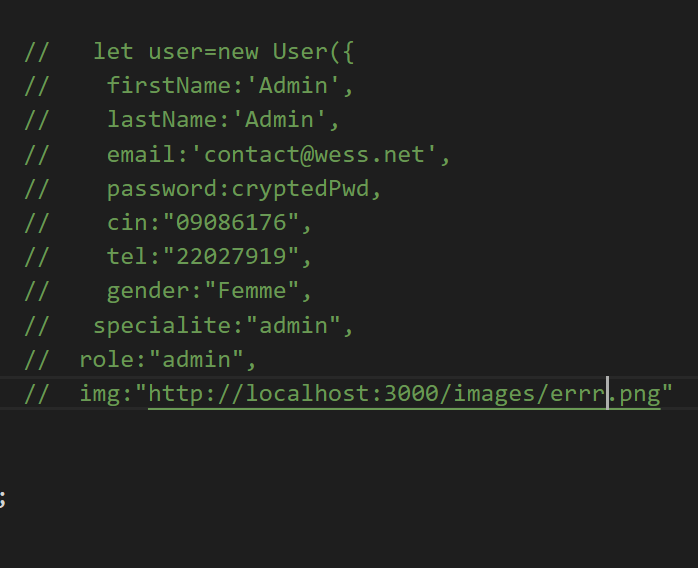 //   let user=new User({
//    firstName:'Admin',
//    lastName:'Admin',
//    email:'contact@wess.net',
//    password:cryptedPwd,
//    cin:"09086176",
//    tel:"22027919",
//    gender:"Femme",
//   specialite:"admin",
//  role:"admin",
//  img:"http://localhost:3000/images/errr.png"
;